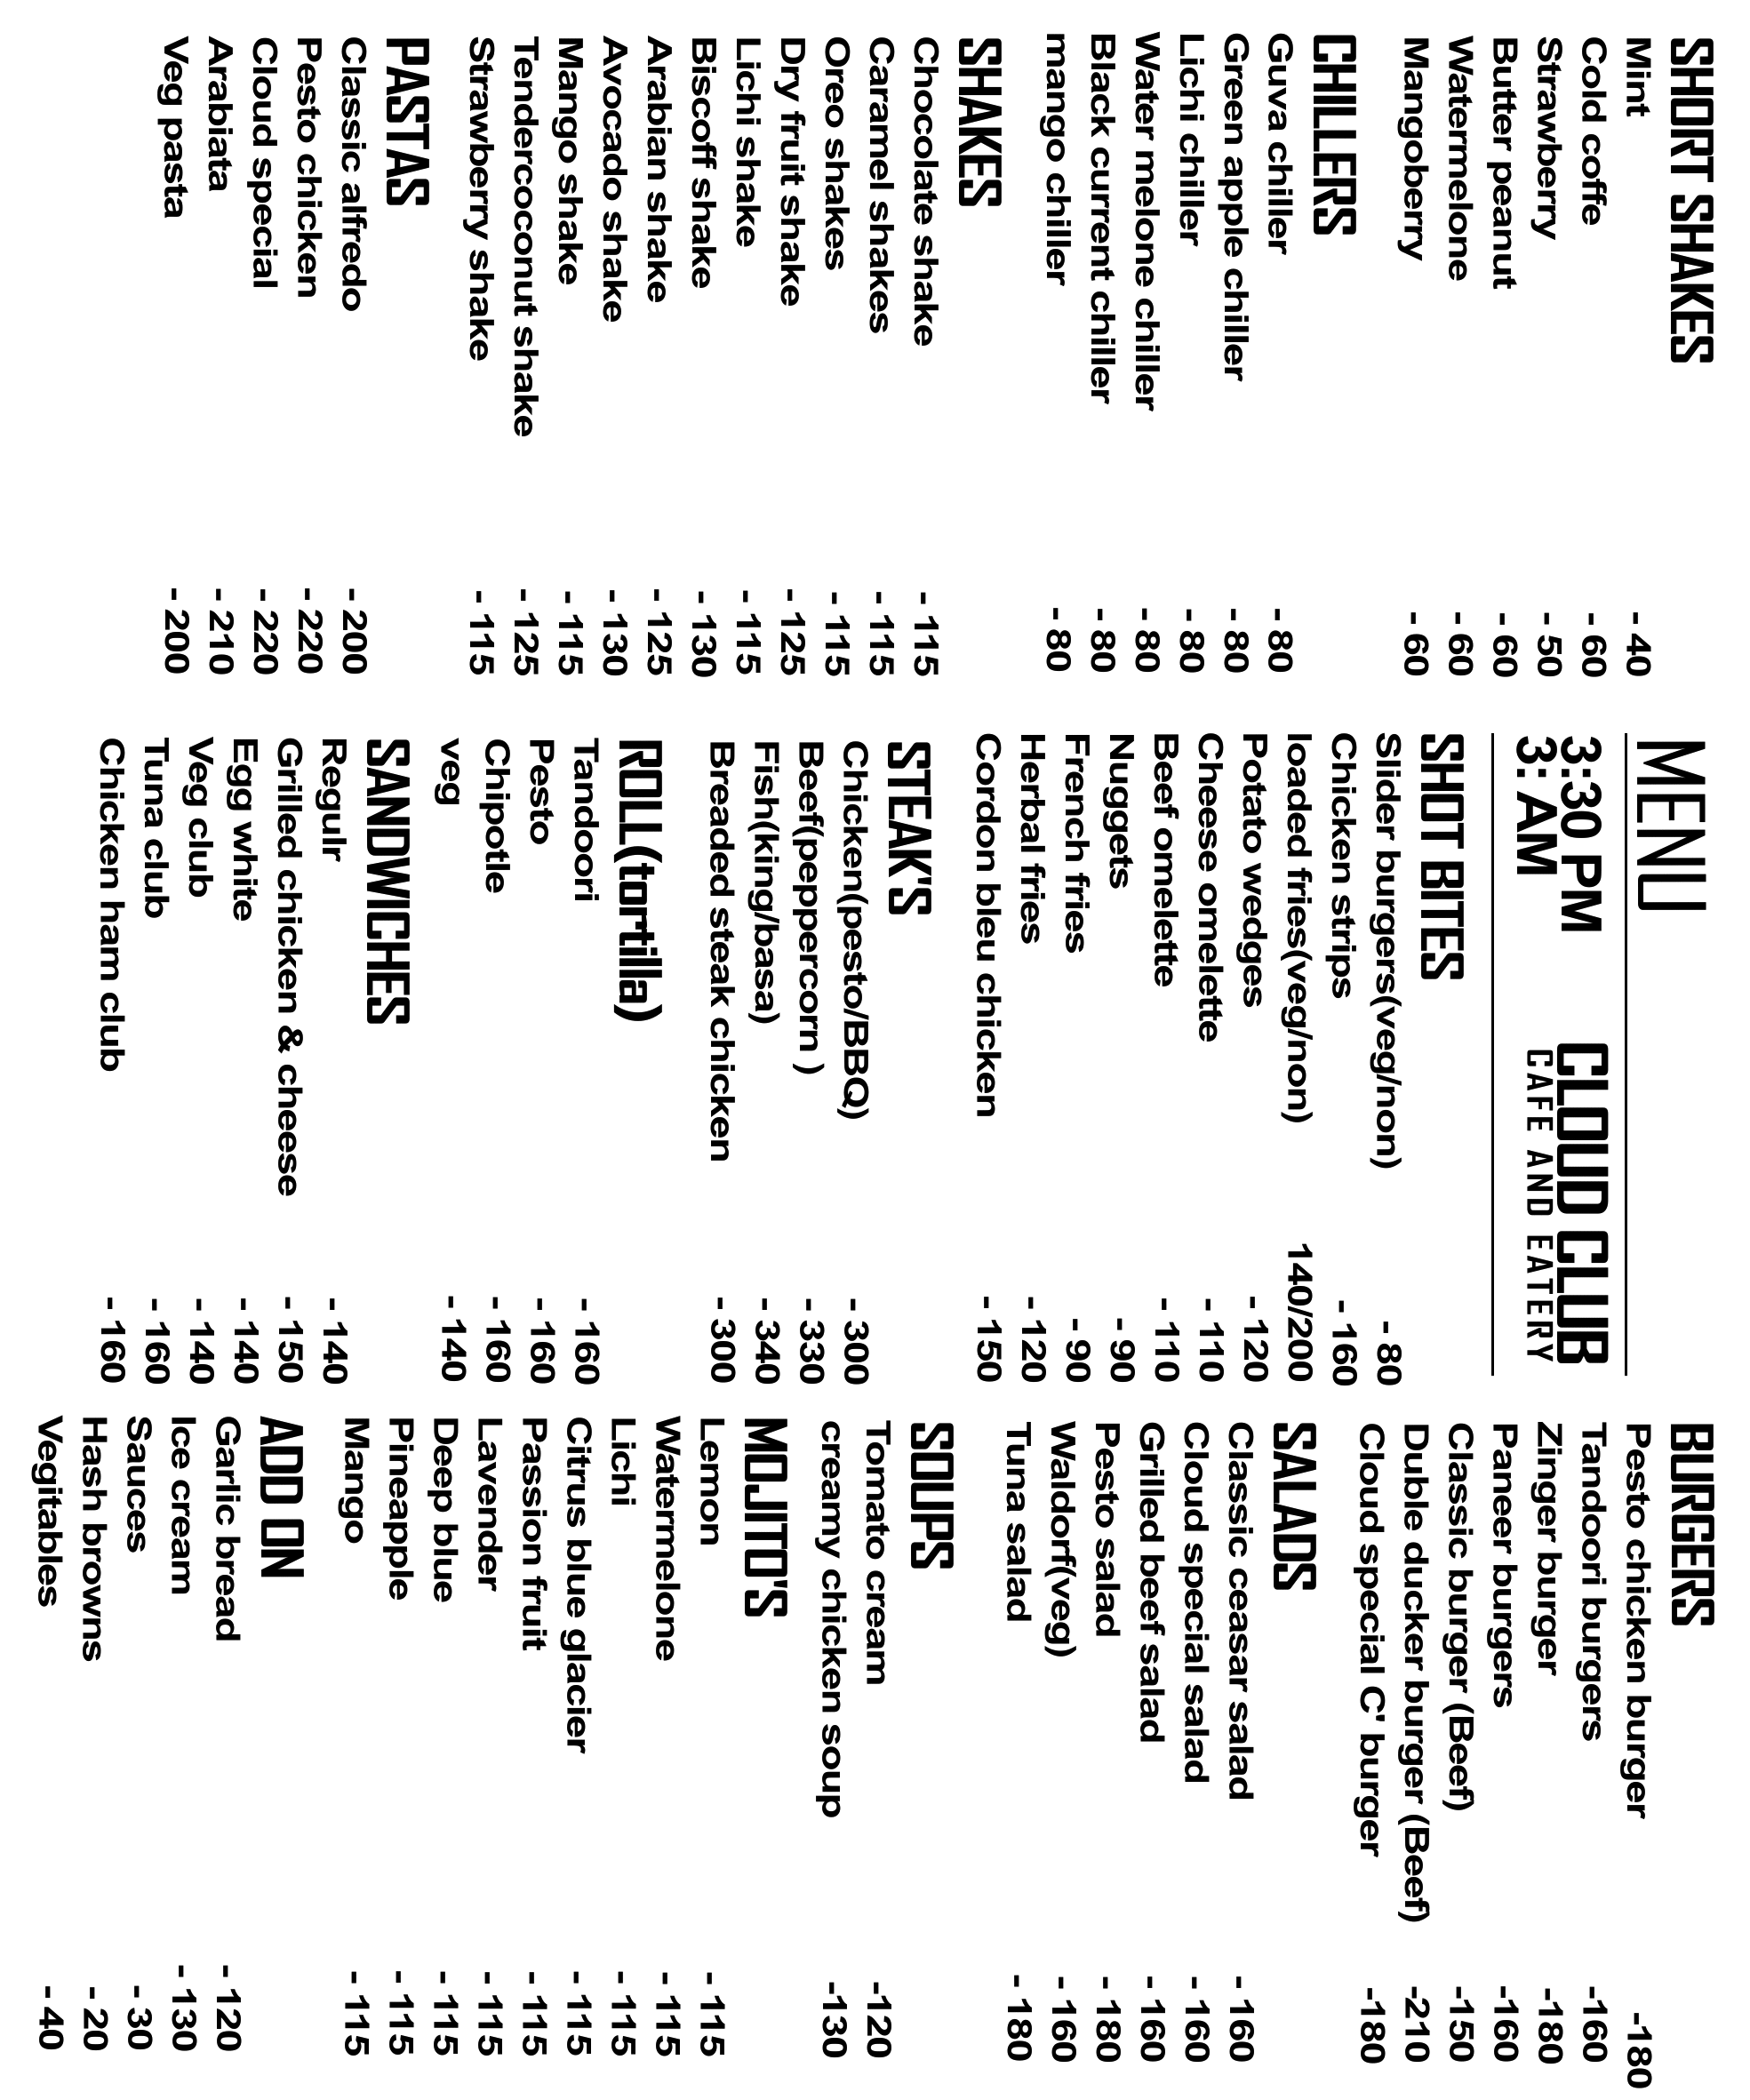 SHORT SHAKES
Mint - 40
Cold coffe - 60
Strawberry - 50
Butter peanut - 60
Watermelone - 60
Mangoberry - 60
CHILLERS
Guva chiller - 80
Green apple chiller - 80
Lichi chiller - 80
Water melone chiller - 80
Black current chiller - 80
mango chiller - 80
SHAKES
Chocolate shake - 115
Caramel shakes - 115
Oreo shakes - 115
Dry fruit shake - 125
Lichi shake - 115
Biscoff shake - 130
Arabian shake - 125
Avocado shake - 130
Mango shake - 115
Tendercoconut shake - 125
Strawberry shake - 115
PASTAS
Classic alfredo - 200
Pesto chicken - 220
Cloud special - 220
Arabiata - 210
Veg pasta - 200
MENU
3:30 PM
3: AM
CLOUD CLUB
CAFE AND EATERY
SHOT BITES
Slider burgers(veg/non) - 80
Chicken strips - 160
loaded fries(veg/non) 140/200
Potato wedges - 120
Cheese omelette - 110
Beef omelette - 110
Nuggets - 90
French fries - 90
Herbal fries - 120
Cordon bleu chicken - 150
STEAK'S
Chicken(pesto/BBQ) - 300
Beef(peppercorn ) - 330
Fish(king/basa) - 340
Breaded steak chicken - 300
ROLL(tortilla)
Tandoori - 160
Pesto - 160
Chipotle - 160
veg - 140
SANDWICHES
Regulr - 140
Grilled chicken & cheese - 150
Egg white - 140
Veg club - 140
Tuna club - 160
Chicken ham club - 160
BURGERS
Pesto chicken burger -180
Tandoori burgers -160
Zinger burger -180
Paneer burgers -160
Classic burger (Beef) -150
Duble ducker burger (Beef) -210
Cloud special C' burger -180
SALADS
Classic ceasar salad - 160
Cloud special salad - 160
Grilled beef salad - 160
Pesto salad - 180
Waldorf(veg) - 160
Tuna salad - 180
SOUPS
Tomato cream -120
creamy chicken soup -130
MOJITO'S
Lemon - 115
Watermelone - 115
Lichi - 115
Citrus blue glacier - 115
Passion fruit - 115
Lavender - 115
Deep blue - 115
Pineapple - 115
Mango - 115
ADD ON
Garlic bread - 120
Ice cream - 130
Sauces - 30
Hash browns - 20
Vegitables - 40